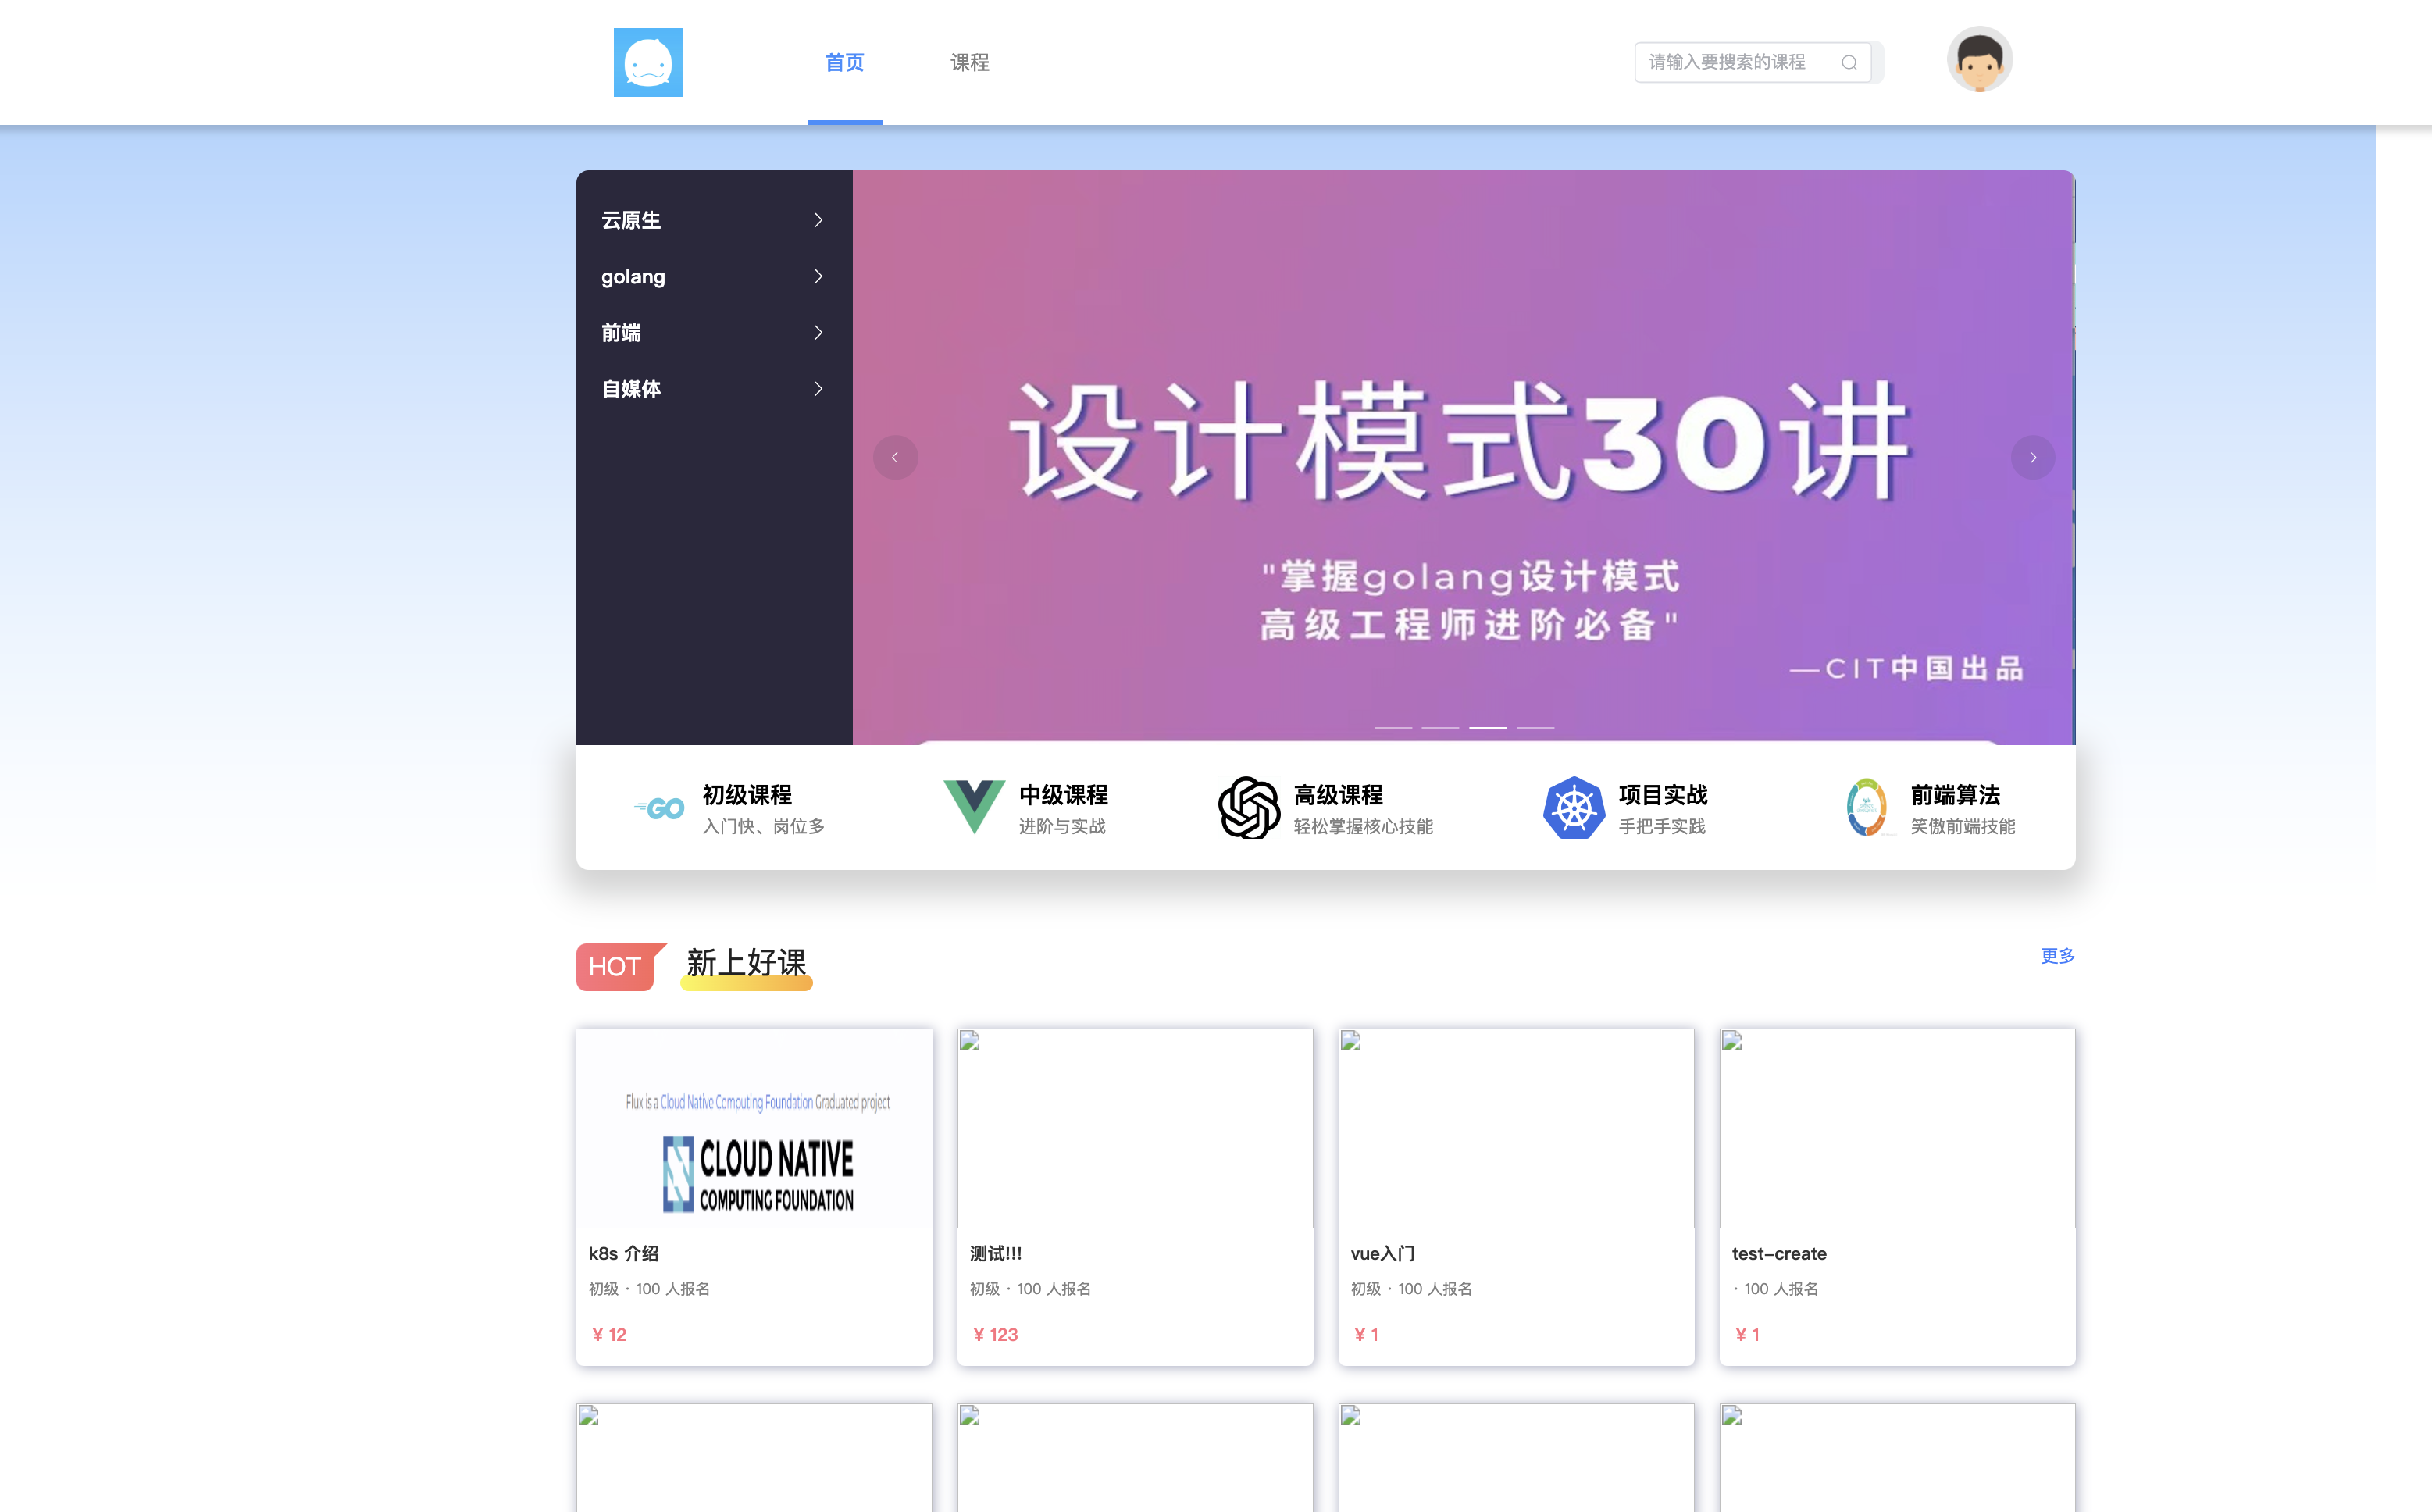 首页
课程
请输入要搜索的课程
云原生
golang
前端
自媒体
设计模式30讲
"掌握golang设计模式
高级工程师进阶必备"
—CIT中国出品
GO
初级课程
入门快、岗位多
中级课程
进阶与实战
高级课程
轻松掌握核心技能
项目实战
手把手实践
前端算法
笑傲前端技能
HOT
新上好课
更多
Flux is a Cloud Native Computing Foundation Graduated project
CLOUD NATIVE
COMPUTING FOUNDATION
k8s 介绍
初级 · 100 人报名
¥ 12
测试!!!
初级 · 100 人报名
¥ 123
vue入门
初级 · 100 人报名
¥ 1
test-create
· 100 人报名
¥ 1